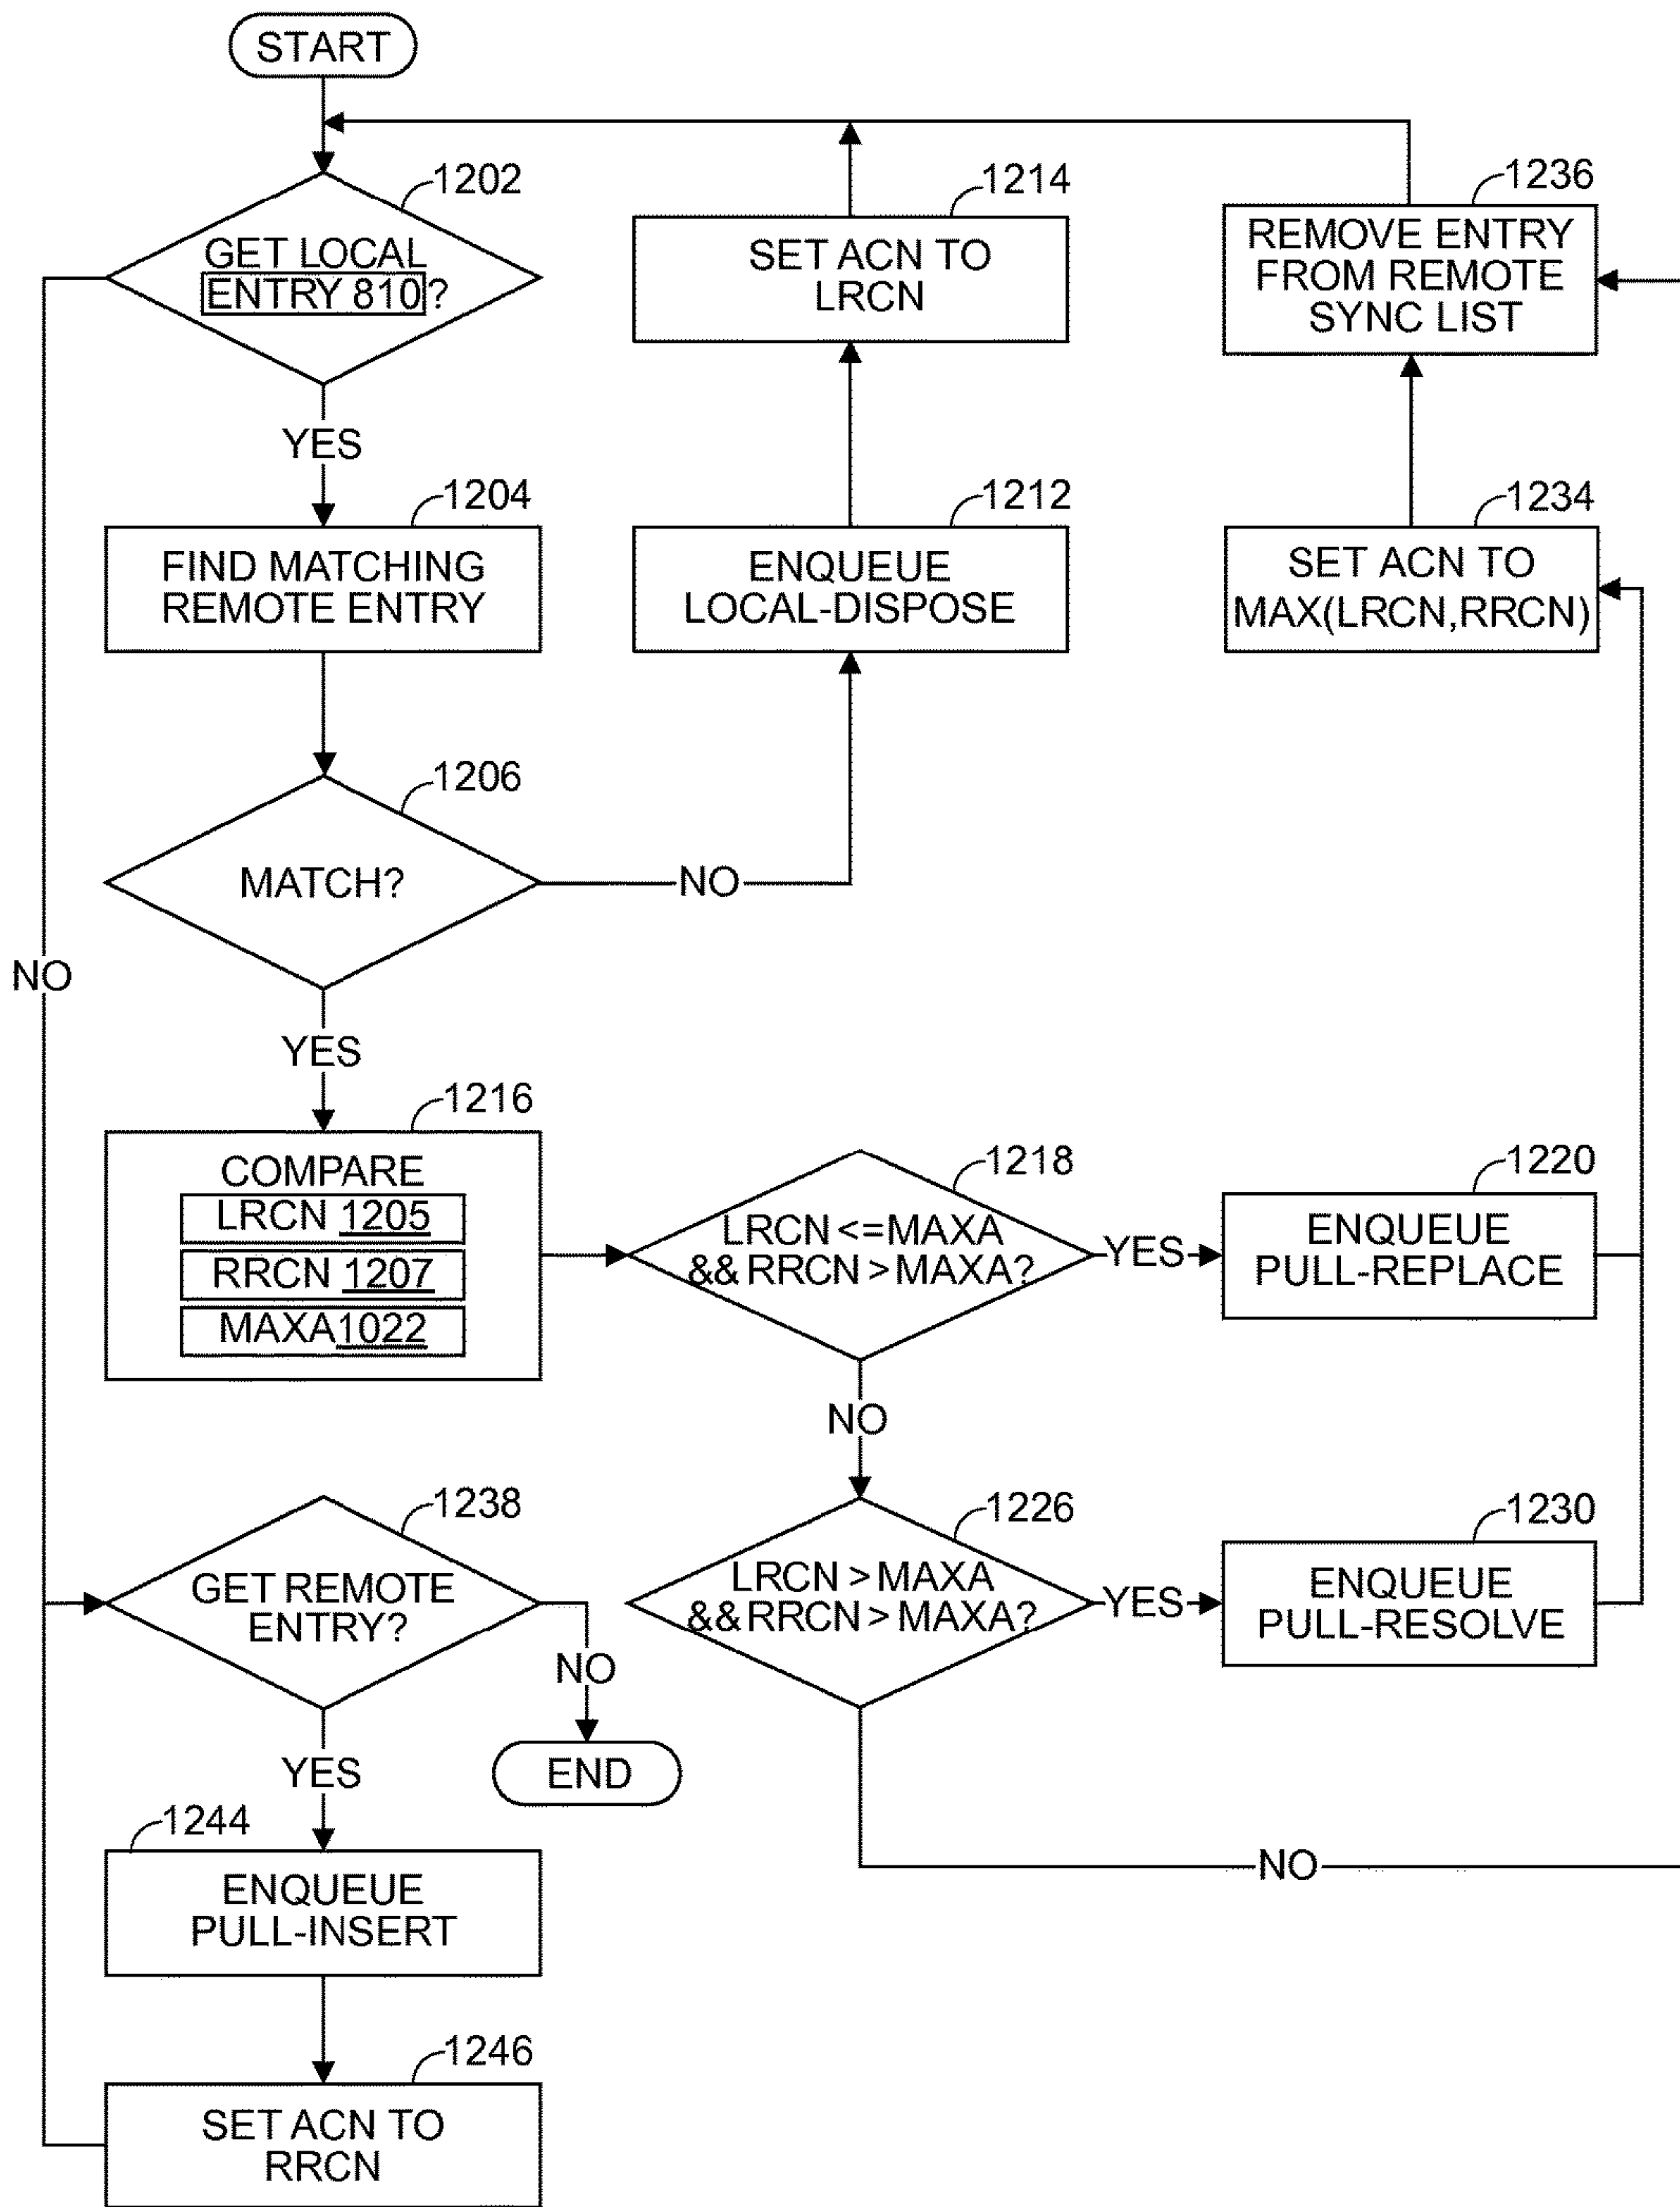 START
1202
GET LOCAL
ENTRY 810?
YES
1204
FIND MATCHING
REMOTE ENTRY
1206
MATCH?
NO
YES
NO
1214
SET ACN TO
LRCN
1212
ENQUEUE
LOCAL-DISPOSE
1236
REMOVE ENTRY
FROM REMOTE
SYNC LIST
1234
SET ACN TO
MAX(LRCN,RRCN)
1216
COMPARE
LRCN 1205
RRCN 1207
MAXA 1022
1218
LRCN <= MAXA
&& RRCN > MAXA?
YES
1220
ENQUEUE
PULL-REPLACE
NO
1226
LRCN > MAXA
&& RRCN > MAXA?
YES
1230
ENQUEUE
PULL-RESOLVE
NO
1238
GET REMOTE
ENTRY?
NO
END
YES
1244
ENQUEUE
PULL-INSERT
1246
SET ACN TO
RRCN